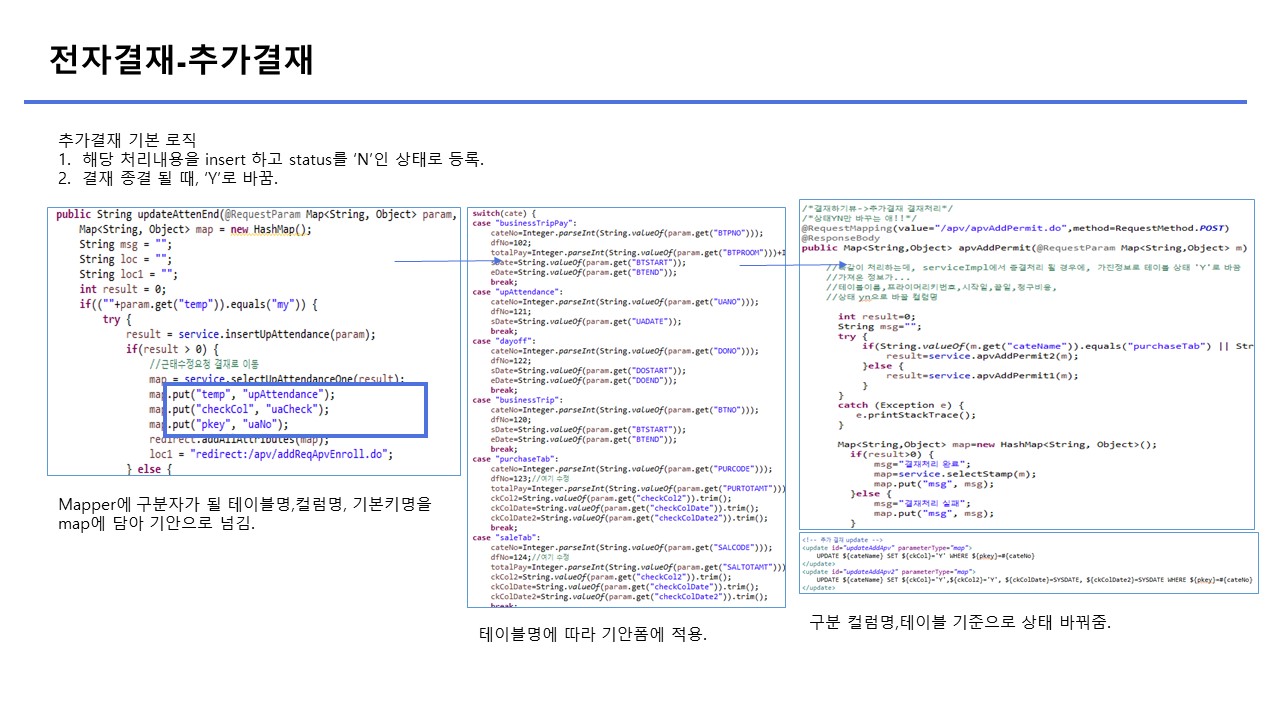 전자결재-추가결재
추가결재 기본 로직
1. 해당 처리내용을 insert 하고 status를 ‘N’인 상태로 등록.
2. 결재 종결 될 때, ‘Y’로 바꿈.
public String updateAttenEnd(@RequestParam Map<String, Object> param,
Map<String, Object> map = new HashMap();
String msg = "";
String loc = "";
String loc1 = "";
int result = 0;
if((""+param.get("temp")).equals("my")) {
try {
result = service.insertUpAttendance(param);
if(result > 0) {
//근태수정요청 결재로 이동
map = service.selectUpAttendanceOne(result);
map.put("temp", "upAttendance");
map.put("checkCol", "uaCheck");
map.put("pkey", "uaNo");
redirect.addAllAttributes(map);
loc1 = "redirect:/apv/addReqApvEnroll.do";
} else {
Mapper에 구분자가 될 테이블명,컬럼명, 기본키명을
map에 담아 기안으로 넘김.
switch(cate) {
case "businessTripPay":
cateNo=Integer.parseInt(String.valueOf(param.get("BTPNO")));
dfNo=102;
totalPay=Integer.parseInt(String.valueOf(param.get("BTPROOM")))+I
sDate=String.valueOf(param.get("BTSTART"));
eDate=String.valueOf(param.get("BTEND"));
break;
case "upAttendance":
cateNo=Integer.parseInt(String.valueOf(param.get("UANO")));
dfNo=121;
sDate=String.valueOf(param.get("UADATE"));
break;
case "dayoff":
cateNo=Integer.parseInt(String.valueOf(param.get("DONO")));
dfNo=122;
sDate=String.valueOf(param.get("DOSTART"));
eDate=String.valueOf(param.get("DOEND"));
break;
case "businessTrip":
cateNo=Integer.parseInt(String.valueOf(param.get("BTNO")));
dfNo=120;
sDate=String.valueOf(param.get("BTSTART"));
eDate=String.valueOf(param.get("BTEND"));
break;
case "purchaseTab":
cateNo=Integer.parseInt(String.valueOf(param.get("PURCODE")));
dfNo=123;//여기 수정
totalPay=Integer.parseInt(String.valueOf(param.get("PURTOTAMT")))
ckCol2=String.valueOf(param.get("checkCol2")).trim();
ckColDate=String.valueOf(param.get("checkColDate")).trim();
ckColDate2=String.valueOf(param.get("checkColDate2")).trim();
break;
case "saleTab":
cateNo=Integer.parseInt(String.valueOf(param.get("SALCODE")));
dfNo=124;//여기 수정
totalPay=Integer.parseInt(String.valueOf(param.get("SALTOTAMT")))
ckCol2=String.valueOf(param.get("checkCol2")).trim();
ckColDate=String.valueOf(param.get("checkColDate")).trim();
ckColDate2=String.valueOf(param.get("checkColDate2")).trim();
break;
테이블명에 따라 기안폼에 적용.
/*결재하기뷰->추가결재 결재처리*/
/*상태YN만 바꾸는 애!!*/
@RequestMapping(value="/apv/apvAddPermit.do",method=RequestMethod.POST)
@ResponseBody
public Map<String,Object> apvAddPermit(@RequestParam Map<String,Object> m)
//똑같이 처리하는데, serviceImpl에서 종결처리 될 경우에, 가진정보로 테이블 상태 'Y'로 바꿈
//가져온 정보가...
//테이블이름,프라이머리키번호,시작일,끝일,청구비용,
//상태 yn으로 바꿀 컬럼명
int result=0;
String msg="";
try {
if(String.valueOf(m.get("cateName")).equals("purchaseTab") || Str
result=service.apvAddPermit2(m);
}else {
result=service.apvAddPermit1(m);
}
}
catch (Exception e) {
e.printStackTrace();
}
Map<String,Object> map=new HashMap<String, Object>();
if(result>0) {
msg="결재처리 완료";
map=service.selectStamp(m);
map.put("msg", msg);
}else {
msg="결재처리 실패";
map.put("msg", msg);
}
<!-- 추가 결재 update -->
<update id="updateAddApv" parameterType="map">
UPDATE ${cateName} SET ${ckCol}='Y' WHERE ${pkey}=#{cateNo}
</update>
<update id="updateAddApv2" parameterType="map">
UPDATE ${cateName} SET ${ckCol}='Y',${ckCol2}='Y', ${ckColDate}=SYSDATE, ${ckColDate2}=SYSDATE WHERE ${pkey}=#{cateNo}
</update>
구분 컬럼명,테이블 기준으로 상태 바꿔줌.